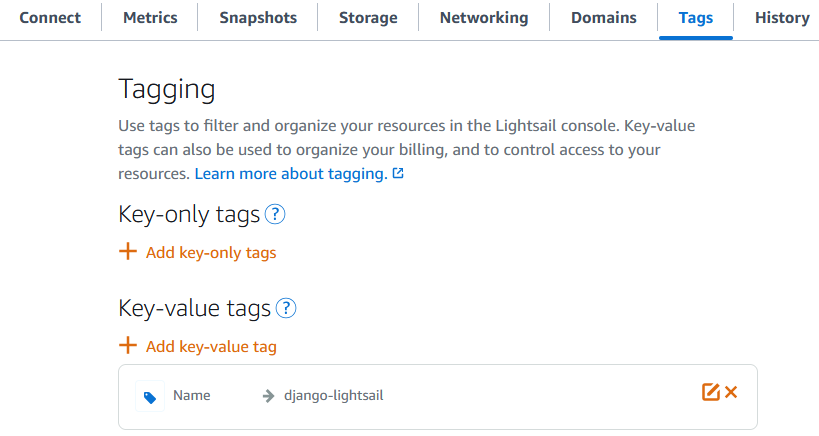 Connect Metrics Snapshots Storage Networking Domains Tags History
Tagging
Use tags to filter and organize your resources in the Lightsail console. Key-value
tags can also be used to organize your billing, and to control access to your
resources. Learn more about tagging.
Key-only tags ?
+ Add key-only tags
Key-value tags ?
+ Add key-value tag
Name → django-lightsail